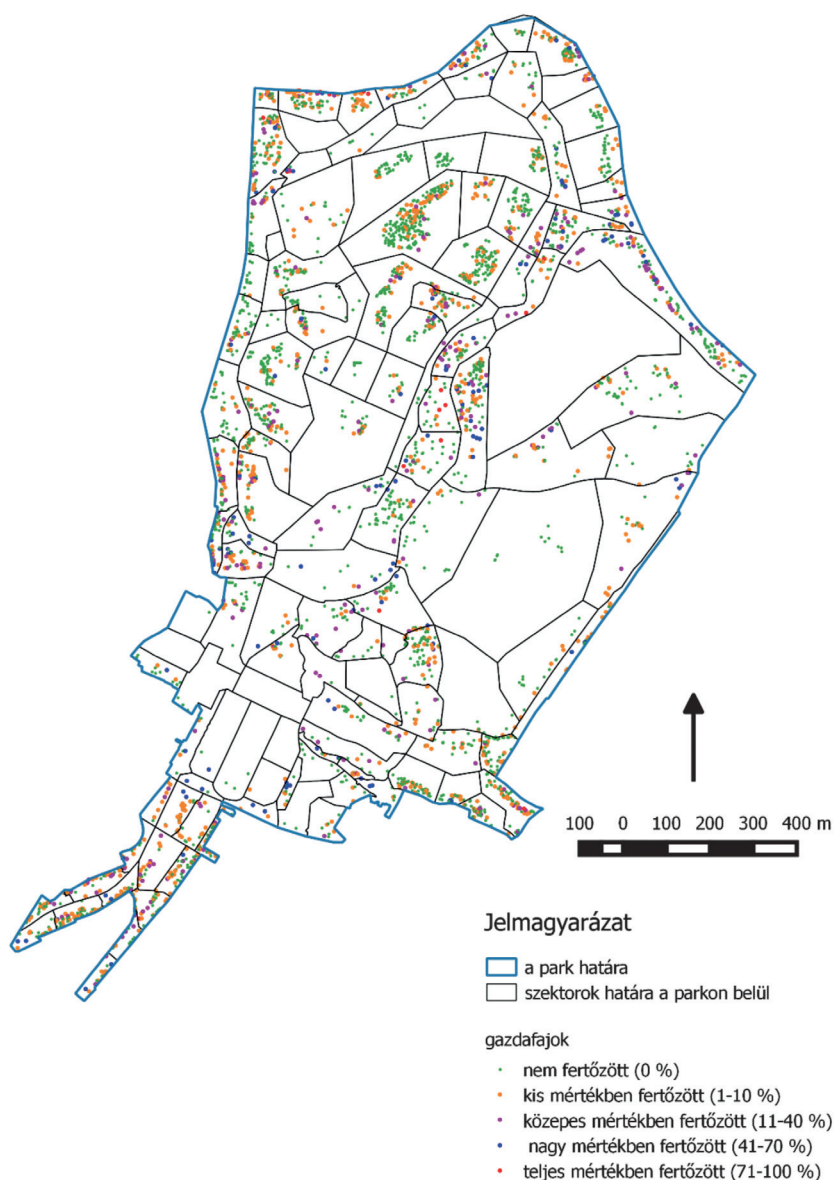 100 0 100 200 300 400 m
Jelmagyarázat
a park határa
szektorok határa a parkon belül
gazdafajok
nem fertőzött (0 %)
kis mértékben fertőzött (1-10 %)
közepes mértékben fertőzött (11-40 %)
nagy mértékben fertőzött (41-70 %)
teljes mértékben fertőzött (71-100 %)